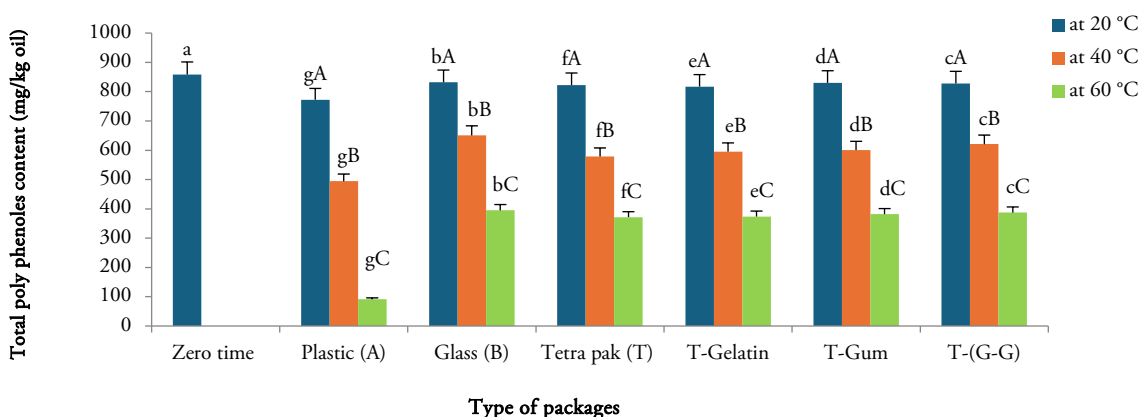 Total poly phenoles content (mg/kg oil)
1000
900
800
700
600
500
400
300
200
100
0
a
gA
gB
gC
bA
bB
bC
fA
fB
fC
eA
eB
eC
dA
dB
dC
cA
cB
cC
at 20 °C
at 40 °C
at 60 °C
Zero time
Plastic (A)
Glass (B)
Tetra pak (T)
T-Gelatin
T-Gum
T-(G-G)
Type of packages